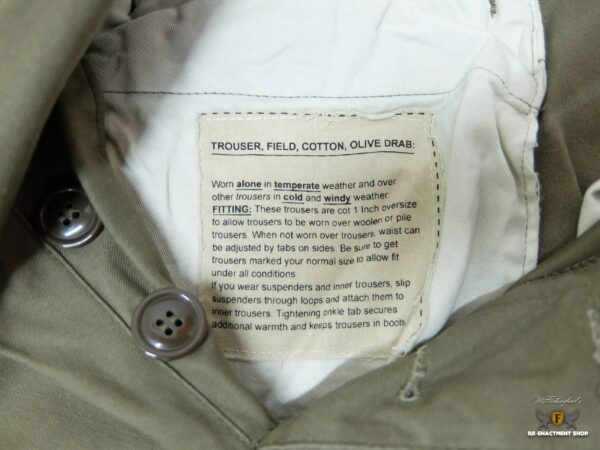 TROUSER, FIELD, COTTON, OLIVE DRAB:
Worn alone in temperate weather and over
other trousers in cold and windy weather.
FITTING: These trousers are cot 1 Inch oversize
to allow trousers to be worn over woolen or pile
trousers. When not worn over trousers, waist can
be adjusted by tabs on sides. Be sure to get
trousers marked your normal size to allow fit
under all conditions.
If you wear suspenders and inner trousers, slip
suspenders through loops and attach them to
inner trousers. Tightening onkle tab secures
additional warmth and keeps trousers in boots.
F
RE-ENACTMENT SHOP